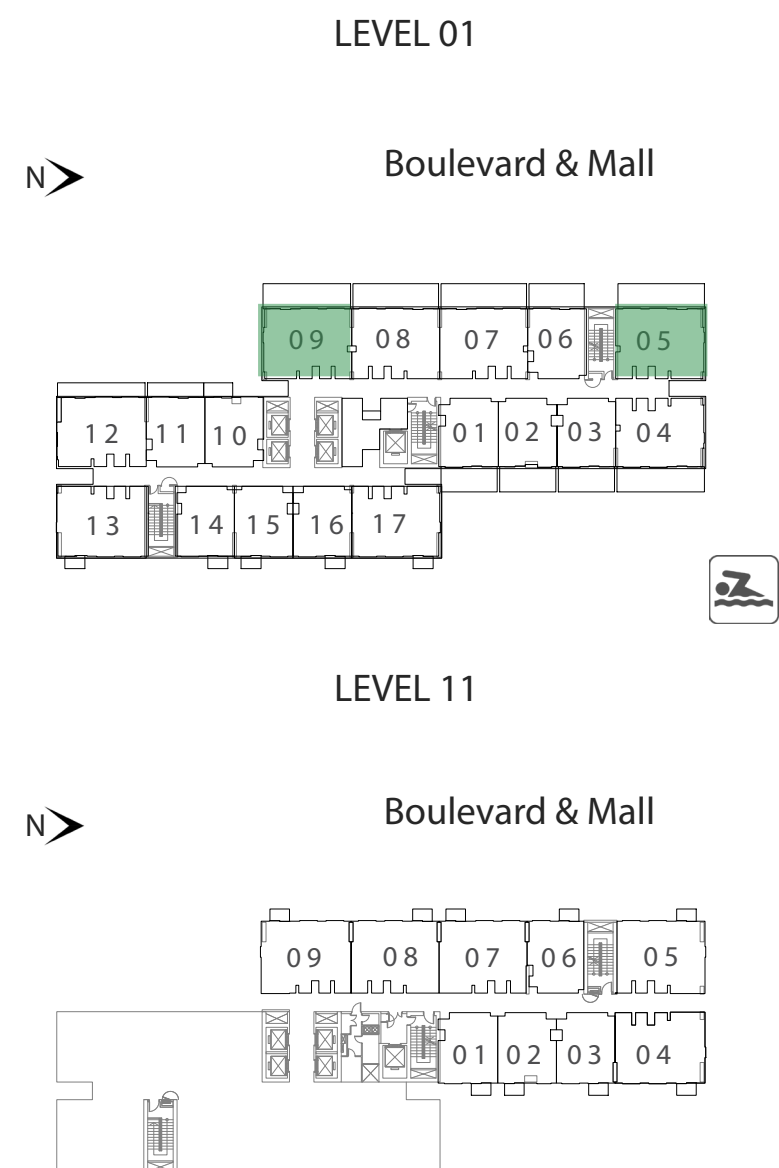 LEVEL 01
N
Boulevard & Mall
09 08 07 06 05
12 11 10 01 02 03 04
13 14 15 16 17
LEVEL 11
N
Boulevard & Mall
09 08 07 06 05
01 02 03 04